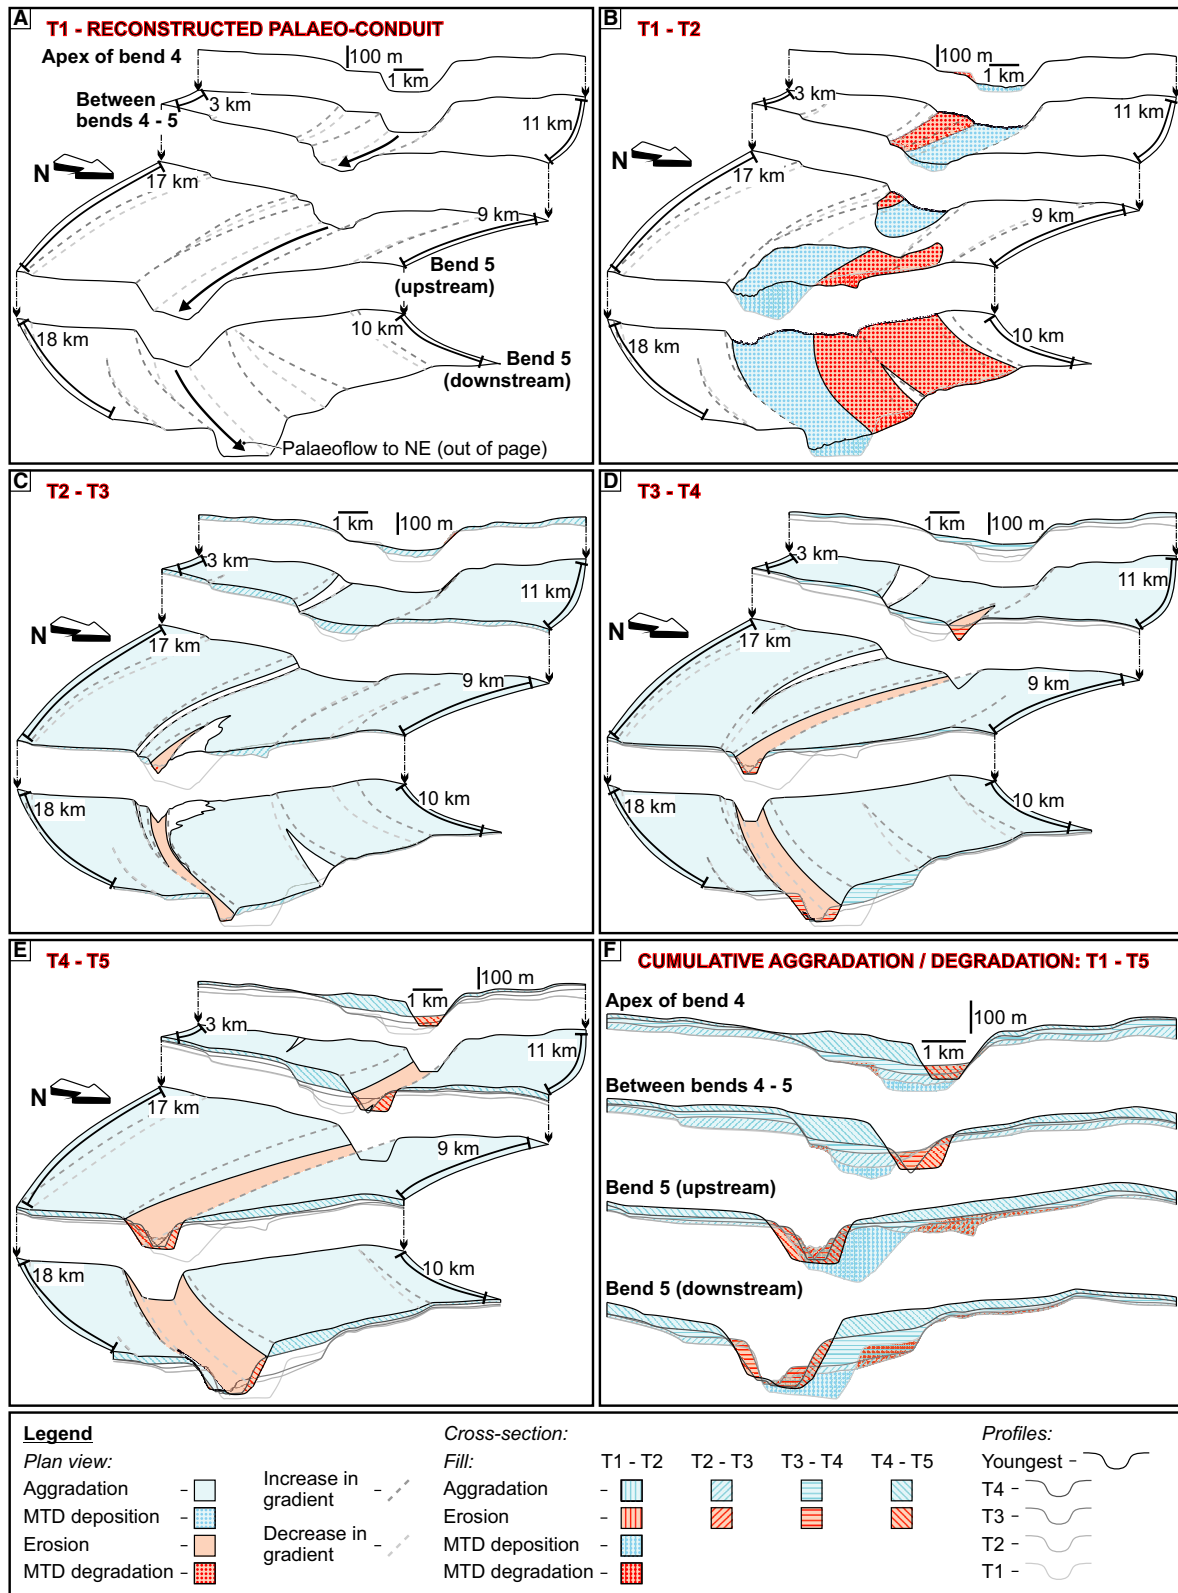 A
T1 - RECONSTRUCTED PALAEO-CONDUIT
Apex of bend 4
100 m
1 km
Between
bends 4 - 5
3 km
11 km
N
17 km
9 km
Bend 5
(upstream)
18 km
10 km
Bend 5
(downstream)
Palaeoflow to NE (out of page)
B
T1 - T2
100 m
1 km
3 km
11 km
N
17 km
9 km
18 km
10 km
C
T2 - T3
1 km
100 m
3 km
11 km
N
17 km
9 km
18 km
10 km
D
T3 - T4
1 km
100 m
3 km
11 km
N
17 km
9 km
18 km
10 km
E
T4 - T5
100 m
1 km
3 km
11 km
N
17 km
9 km
18 km
10 km
F
CUMULATIVE AGGRADATION / DEGRADATION: T1 - T5
Apex of bend 4
100 m
1 km
Between bends 4 - 5
Bend 5 (upstream)
Bend 5 (downstream)
Legend
Plan view:
Aggradation -
MTD deposition -
Erosion -
MTD degradation -
Increase in
gradient -
Decrease in
gradient -
Cross-section:
Fill: T1 - T2 T2 - T3 T3 - T4 T4 - T5
Aggradation -
Erosion -
MTD deposition -
MTD degradation -
Profiles:
Youngest -
T4 -
T3 -
T2 -
T1 -